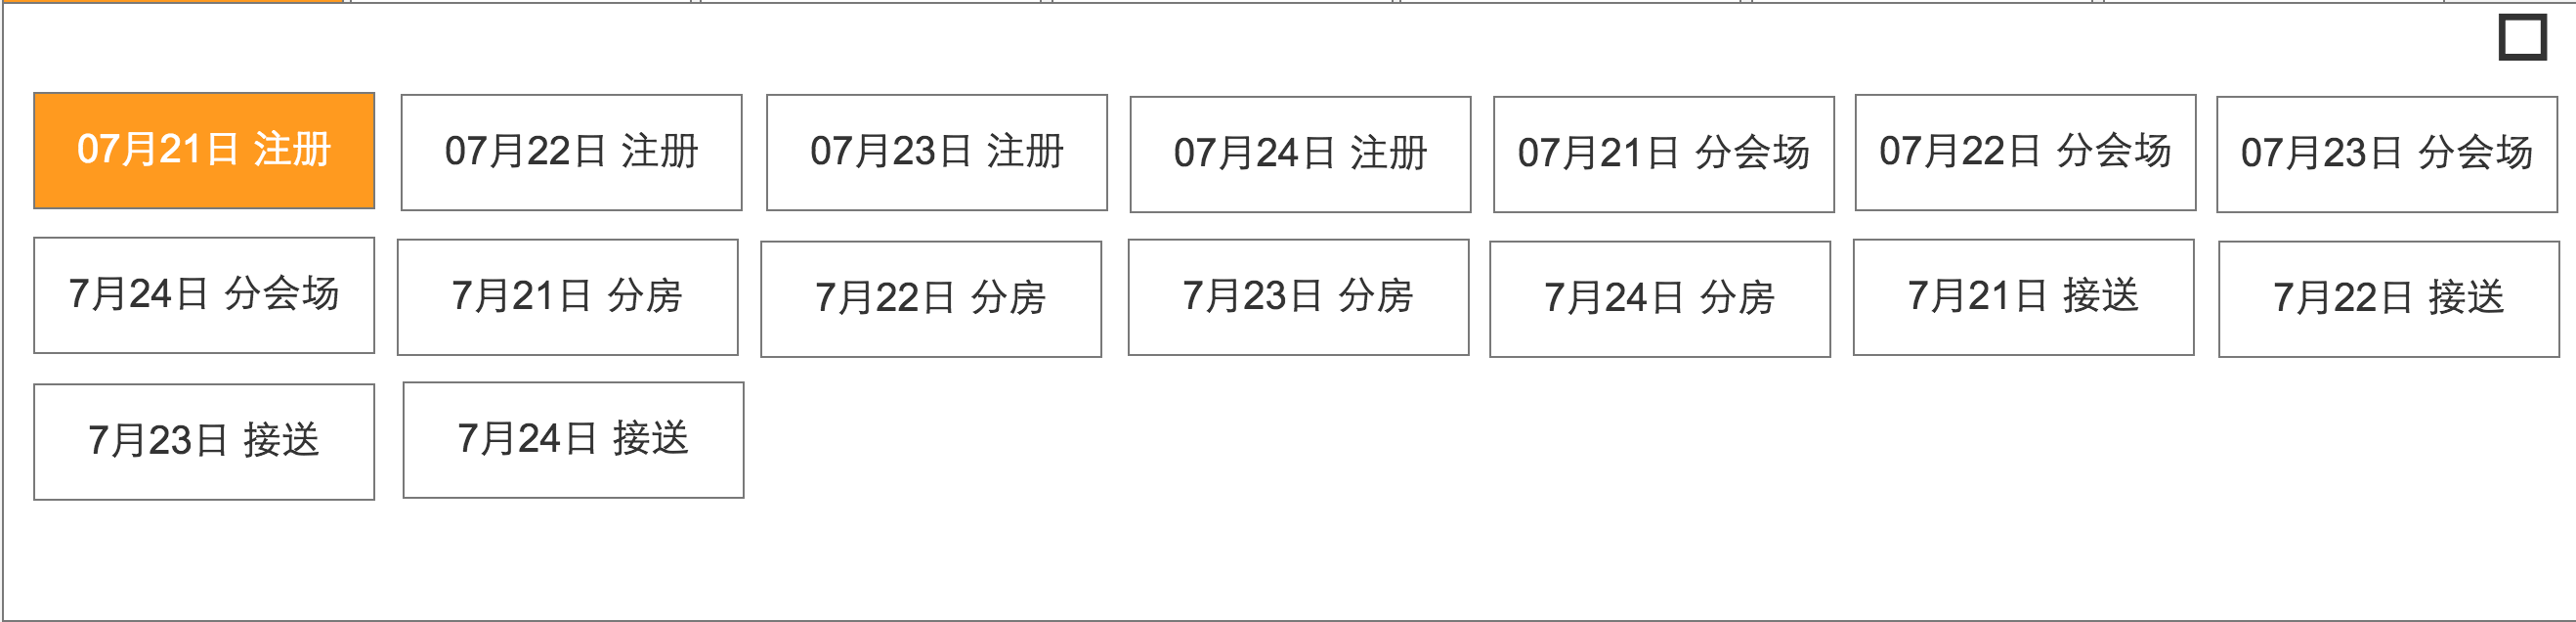 07月21日 注册
07月22日 注册
07月23日 注册
07月24日 注册
07月21日 分会场
07月22日 分会场
07月23日 分会场
7月24日 分会场
7月21日 分房
7月22日 分房
7月23日 分房
7月24日 分房
7月21日 接送
7月22日 接送
7月23日 接送
7月24日 接送